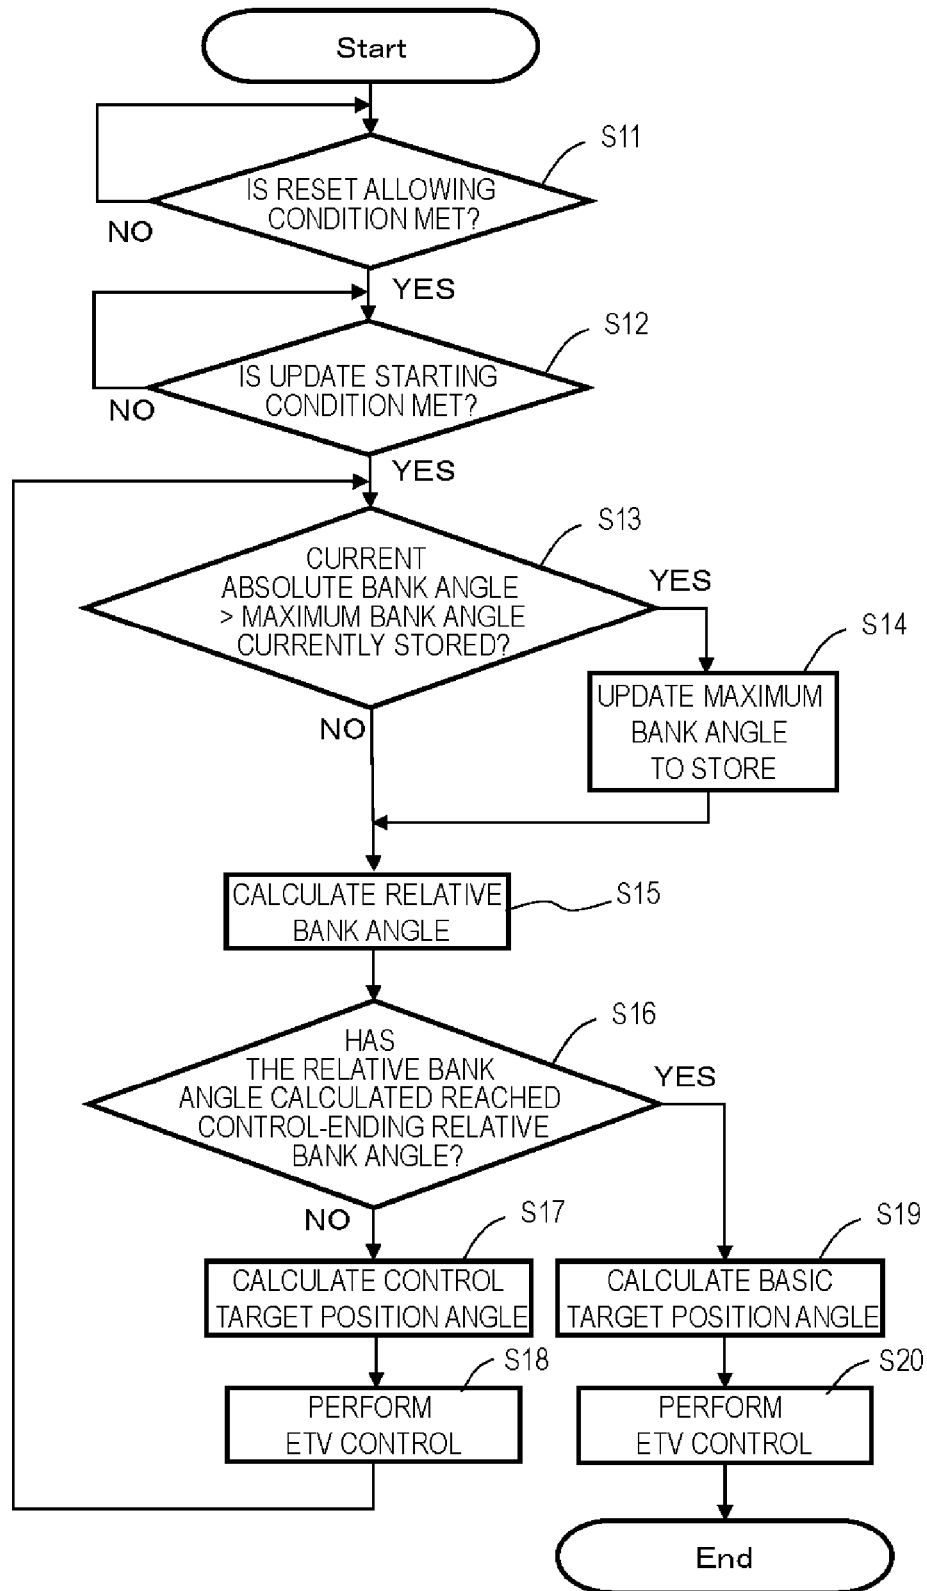 Start
S11
IS RESET ALLOWING
CONDITION MET?
NO
YES
S12
IS UPDATE STARTING
CONDITION MET?
NO
YES
S13
CURRENT
ABSOLUTE BANK ANGLE
> MAXIMUM BANK ANGLE
CURRENTLY STORED?
YES
S14
UPDATE MAXIMUM
BANK ANGLE
TO STORE
NO
CALCULATE RELATIVE
BANK ANGLE
S15
S16
HAS
THE RELATIVE BANK
ANGLE CALCULATED REACHED
CONTROL-ENDING RELATIVE
BANK ANGLE?
YES
NO
S17
CALCULATE CONTROL
TARGET POSITION ANGLE
S19
CALCULATE BASIC
TARGET POSITION ANGLE
S18
PERFORM
ETV CONTROL
S20
PERFORM
ETV CONTROL
End